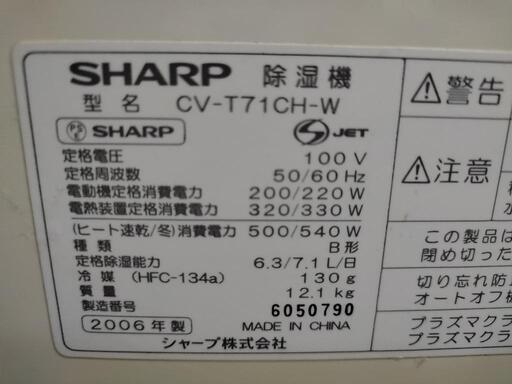 SHARP 除湿機
型名 CV-T71CH-W
PS E SHARP S JET
定格電圧 100 V
定格周波数 50/60 Hz
電動機定格消費電力 200/220 W
電熱装置定格消費電力 320/330 W
(ヒート速乾/冬)消費電力 500/540 W
種類 B形
定格除湿能力 6.3/7.1 L/日
冷媒 (HFC-134a) 130g
質量 12.1 kg
製造番号 6050790
2006年製 MADE IN CHINA
シャープ株式会社
警告
注意
この製品は
閉め切った
切り忘れ防
オートオフ機
プラズマクラ
プラズマクラ